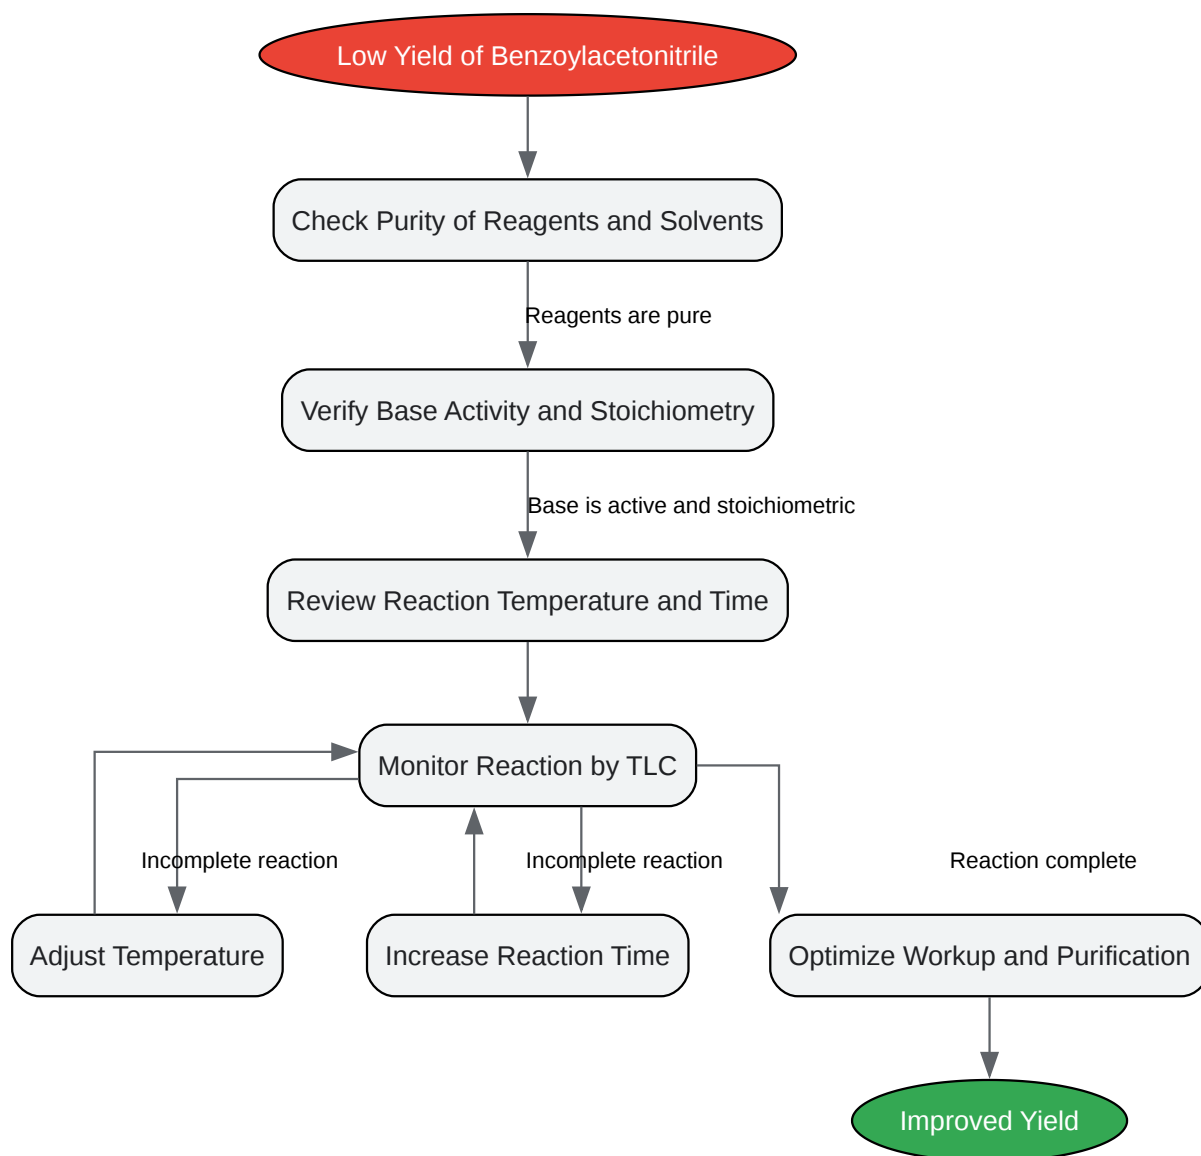 Low Yield of Benzoylacetonitrile
Check Purity of Reagents and Solvents
Reagents are pure
Verify Base Activity and Stoichiometry
Base is active and stoichiometric
Review Reaction Temperature and Time
Monitor Reaction by TLC
Incomplete reaction
Incomplete reaction
Reaction complete
Adjust Temperature
Increase Reaction Time
Optimize Workup and Purification
Improved Yield